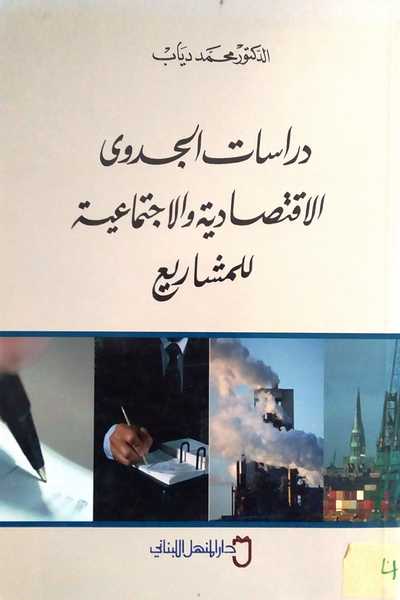 الدكتور محمد دياب
دراسات الجدوى
الاقتصادية والاجتماعية
للمشاريع
دار المنهل اللبناني
4